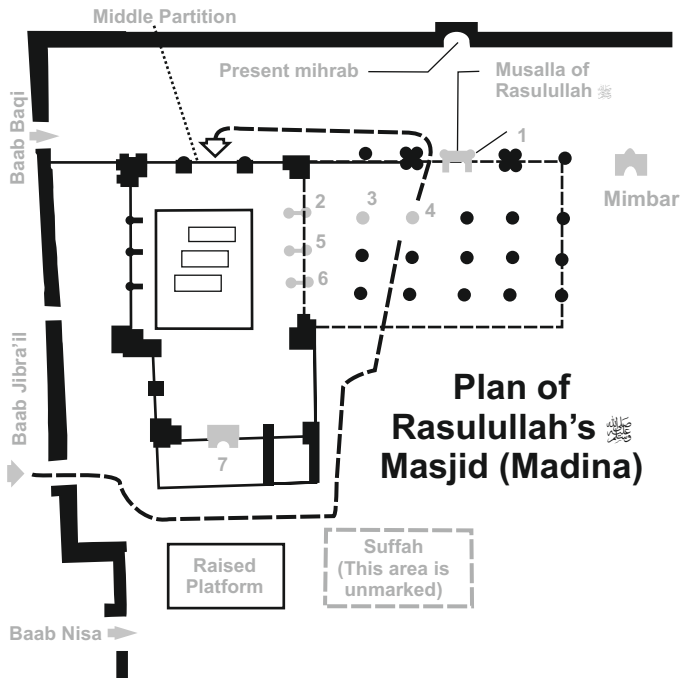 Middle Partition
Present mihrab
Musalla of
Rasulullah ﷺ
1
Baab Baqi
Mimbar
2
3
4
5
6
Baab Jibra'il
Plan of
Rasulullah's ﷺ
Masjid (Madina)
7
Raised
Platform
Suffah
(This area is
unmarked)
Baab Nisa